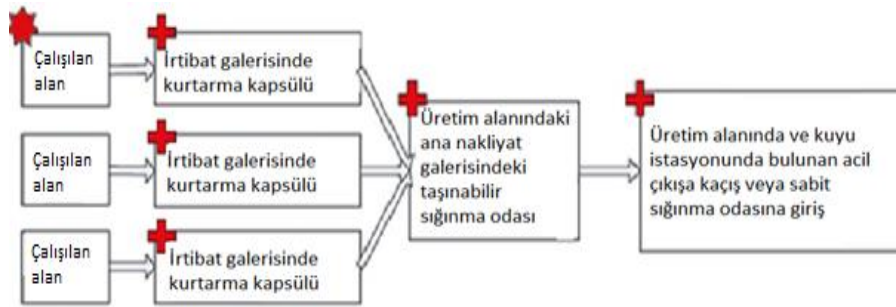 Çalışılan
alan
İrtibat galerisinde
kurtarma kapsülü
Çalışılan
alan
İrtibat galerisinde
kurtarma kapsülü
Çalışılan
alan
İrtibat galerisinde
kurtarma kapsülü
Üretim alanındaki
ana nakliyat
galerisindeki
taşınabilir
sığınma odası
Üretim alanında ve kuyu
istasyonunda bulunan acil
çıkışa kaçış veya sabit
sığınma odasına giriş